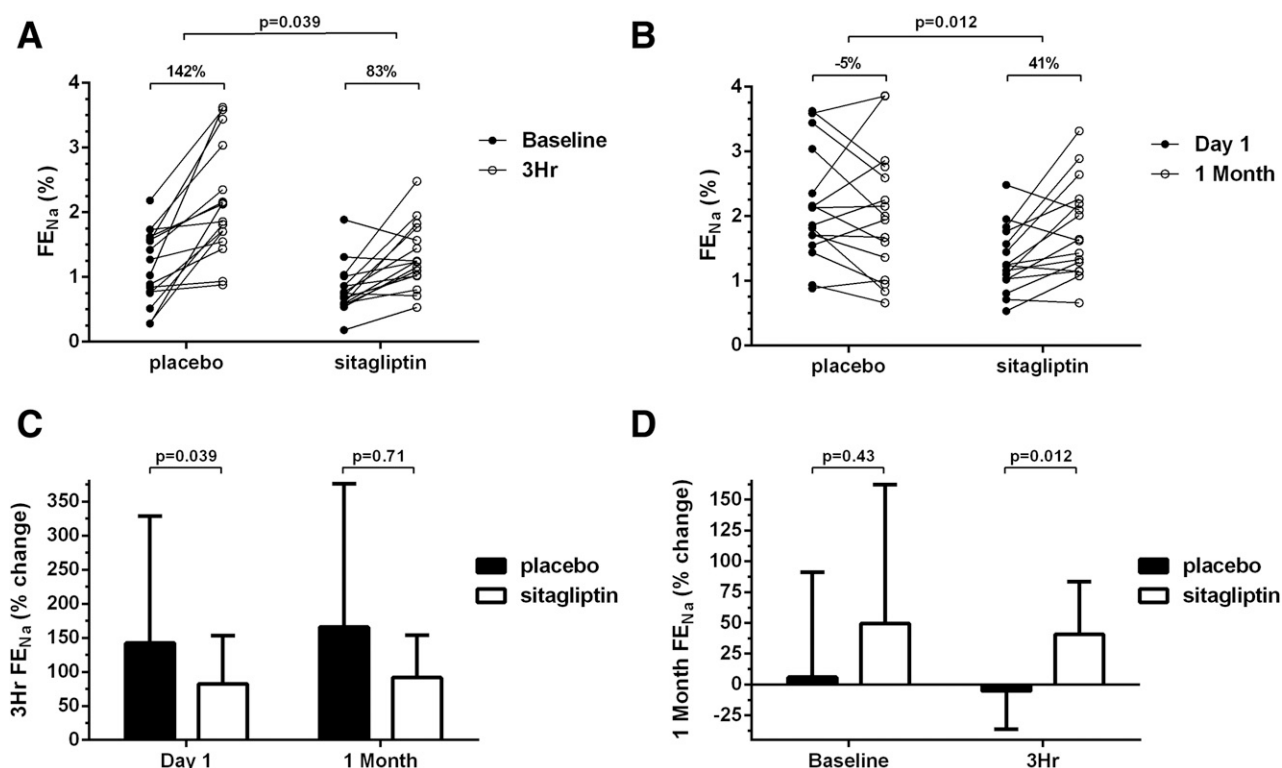 A
p=0.039
142%
83%
4
3
2
1
0
FENa (%)
placebo
sitagliptin
Baseline
3Hr
B
p=0.012
-5%
41%
4
3
2
1
0
FENa (%)
placebo
sitagliptin
Day 1
1 Month
C
p=0.039
p=0.71
350
300
250
200
150
100
50
0
3Hr FENa (% change)
Day 1
1 Month
placebo
sitagliptin
D
p=0.43
p=0.012
150
125
100
75
50
25
0
-25
1 Month FENa (% change)
Baseline
3Hr
placebo
sitagliptin